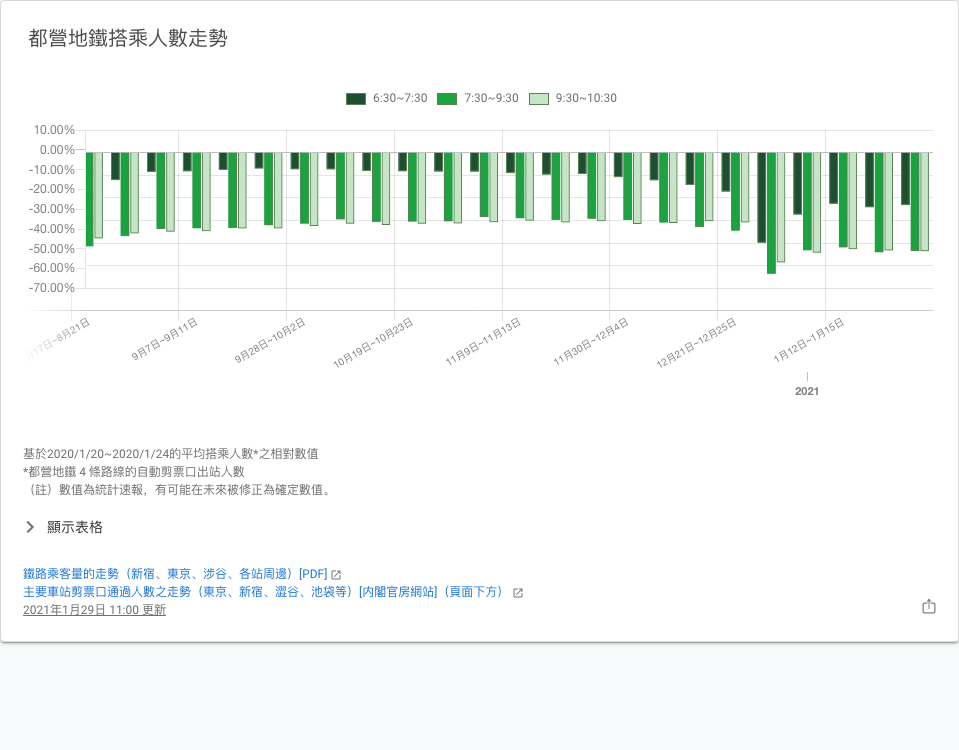 都營地鐵搭乘人數走勢
6:30~7:30 7:30~9:30 9:30~10:30
10.00%
0.00%
-10.00%
-20.00%
-30.00%
-40.00%
-50.00%
-60.00%
-70.00%
月17日~8月21日 9月7日~9月11日 9月28日~10月2日 10月19日~10月23日 11月9日~11月13日 11月30日~12月4日 12月21日~12月25日 1月12日~1月15日
2021
基於2020/1/20~2020/1/24的平均搭乘人數*之相對數值
*都營地鐵 4 條路線的自動剪票口出站人數
（註）數值為統計速報，有可能在未來被修正為確定數值。
顯示表格
鐵路乘客量的走勢（新宿、東京、涉谷、各站周邊）[PDF]
主要車站剪票口通過人數之走勢（東京、新宿、澀谷、池袋等）[内閣官房網站]（頁面下方）
2021年1月29日 11:00 更新